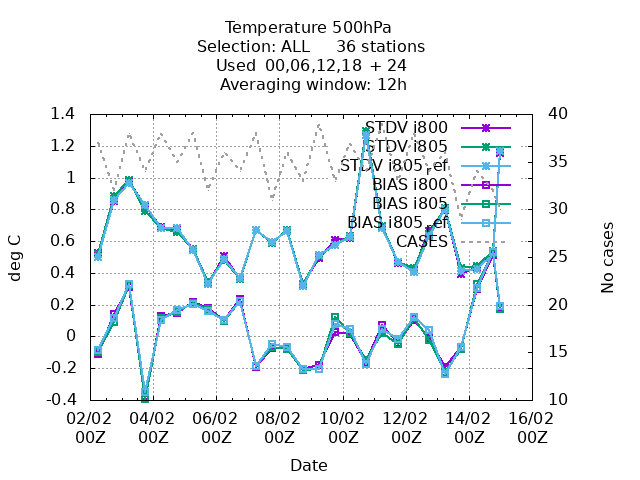 Temperature 500hPa
Selection: ALL 36 stations
Used 00,06,12,18 + 24
Averaging window: 12h
1.4
1.2
1
0.8
0.6
0.4
0.2
0
-0.2
-0.4
40
35
30
25
20
15
10
deg C
No cases
STDV i800
STDV i805
STDV i805_ref
BIAS i800
BIAS i805
BIAS i805_ref
CASES
02/02 04/02 06/02 08/02 10/02 12/02 14/02 16/02
00Z 00Z 00Z 00Z 00Z 00Z 00Z 00Z
Date